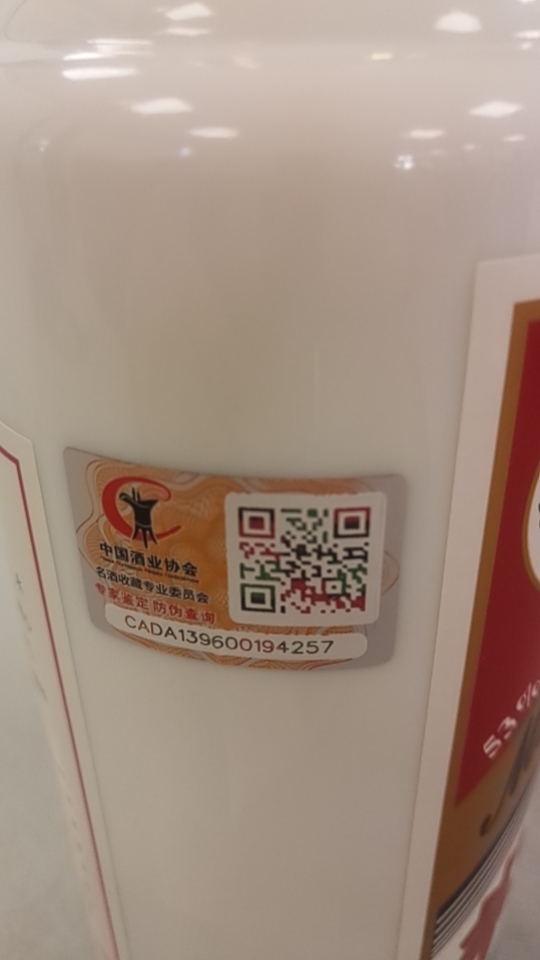 中国酒业协会
名酒收藏专业委员会
专家鉴定 防伪查询
CADA139600194257
53%